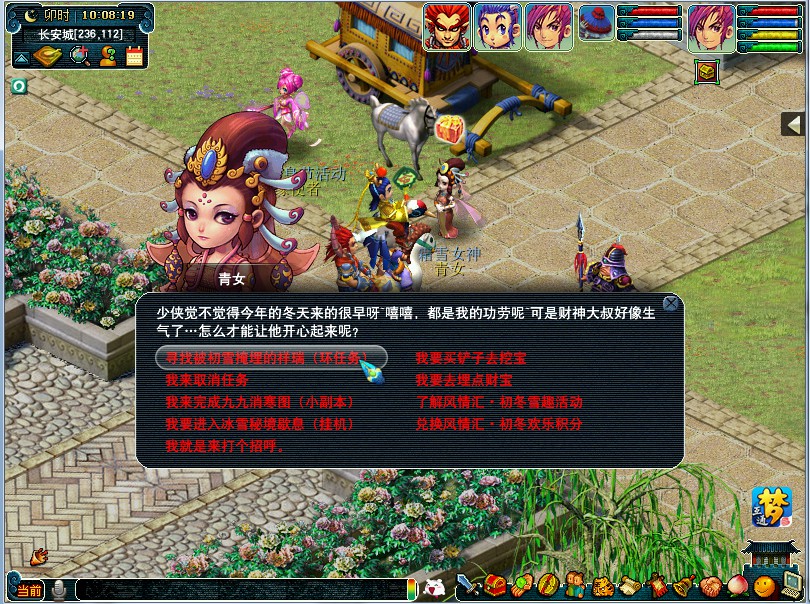 卯时 10:08:19
长安城[236,112]
霜雪女神
青女
青女
少侠觉不觉得今年的冬天来的很早呀~嘻嘻，都是我的功劳呢~可是财神大叔好像生
气了…怎么才能让他开心起来呢？
寻找被初雪掩埋的祥瑞（环任务）
我要买铲子去挖宝
我来取消任务
我要去埋点财宝
我来完成九九消寒图（小副本）
了解风情汇·初冬雪趣活动
我要进入冰雪秘境歇息（挂机）
兑换风情汇·初冬欢乐积分
我就是来打个招呼。
梦
互通
当前